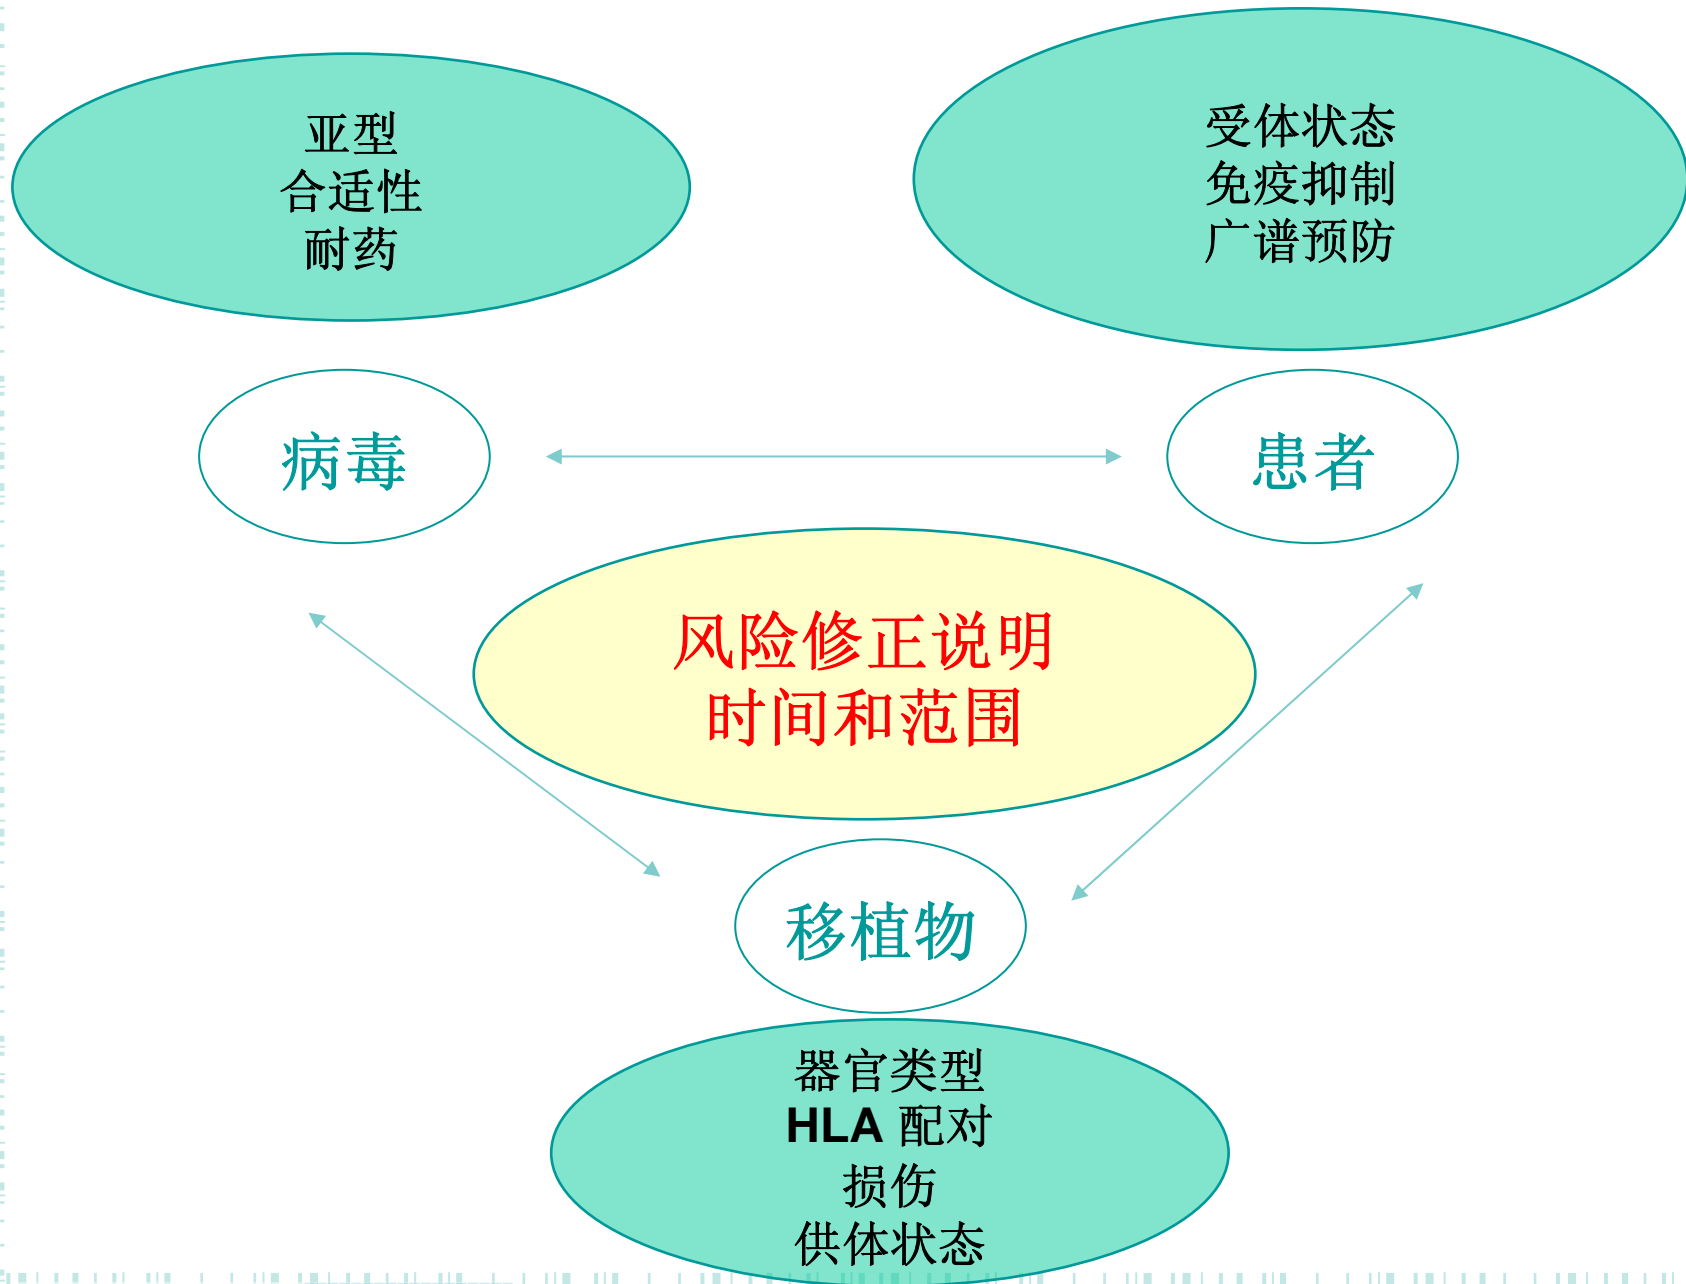 亚型
合适性
耐药
受体状态
免疫抑制
广谱预防
病毒
患者
风险修正说明
时间和范围
移植物
器官类型
HLA 配对
损伤
供体状态